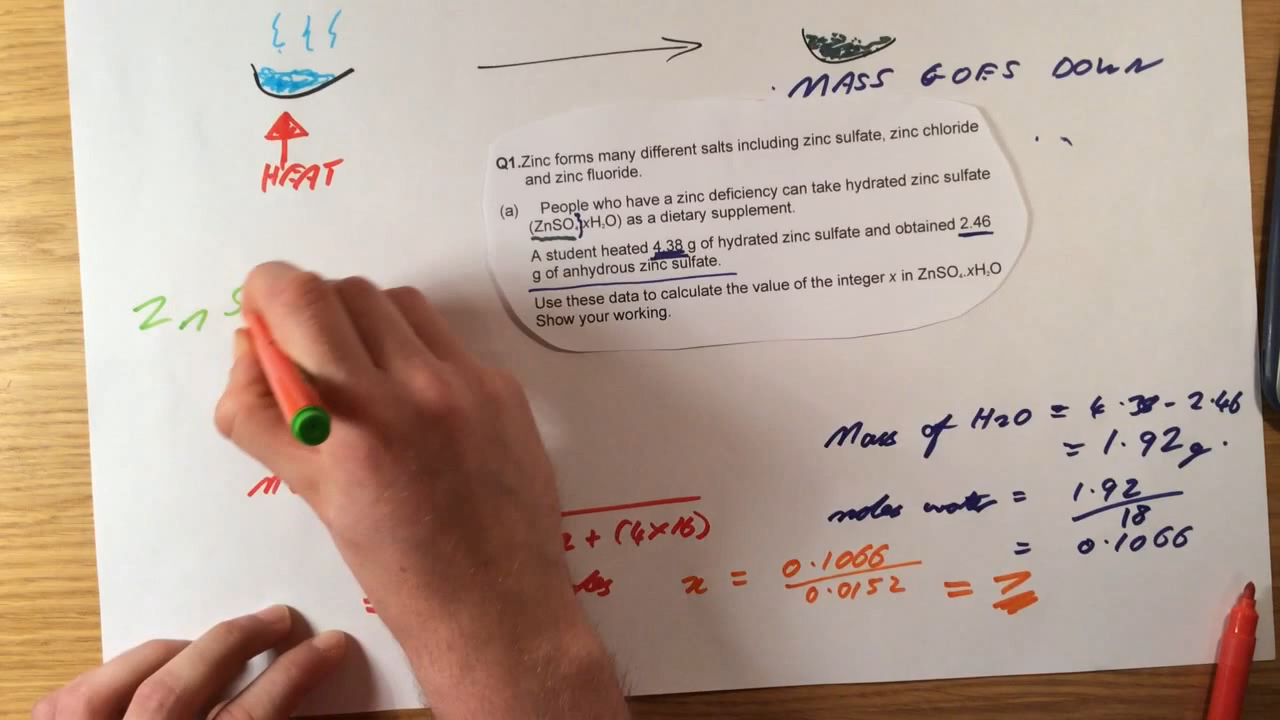 MASS GOES DOWN
HEAT
Q1.Zinc forms many different salts including zinc sulfate, zinc chloride
and zinc fluoride.
(a) People who have a zinc deficiency can take hydrated zinc sulfate
(ZnSO₄.xH₂O) as a dietary supplement.
A student heated 4.38 g of hydrated zinc sulfate and obtained 2.46
g of anhydrous zinc sulfate.
Use these data to calculate the value of the integer x in ZnSO₄.xH₂O
Show your working.
ZnS
Mass of H2O = 4.38 - 2.46
= 1.92g.
moles water = 1.92
18
= 0.1066
2 + (4×16)
x = 0.1066
0.0152
= 7